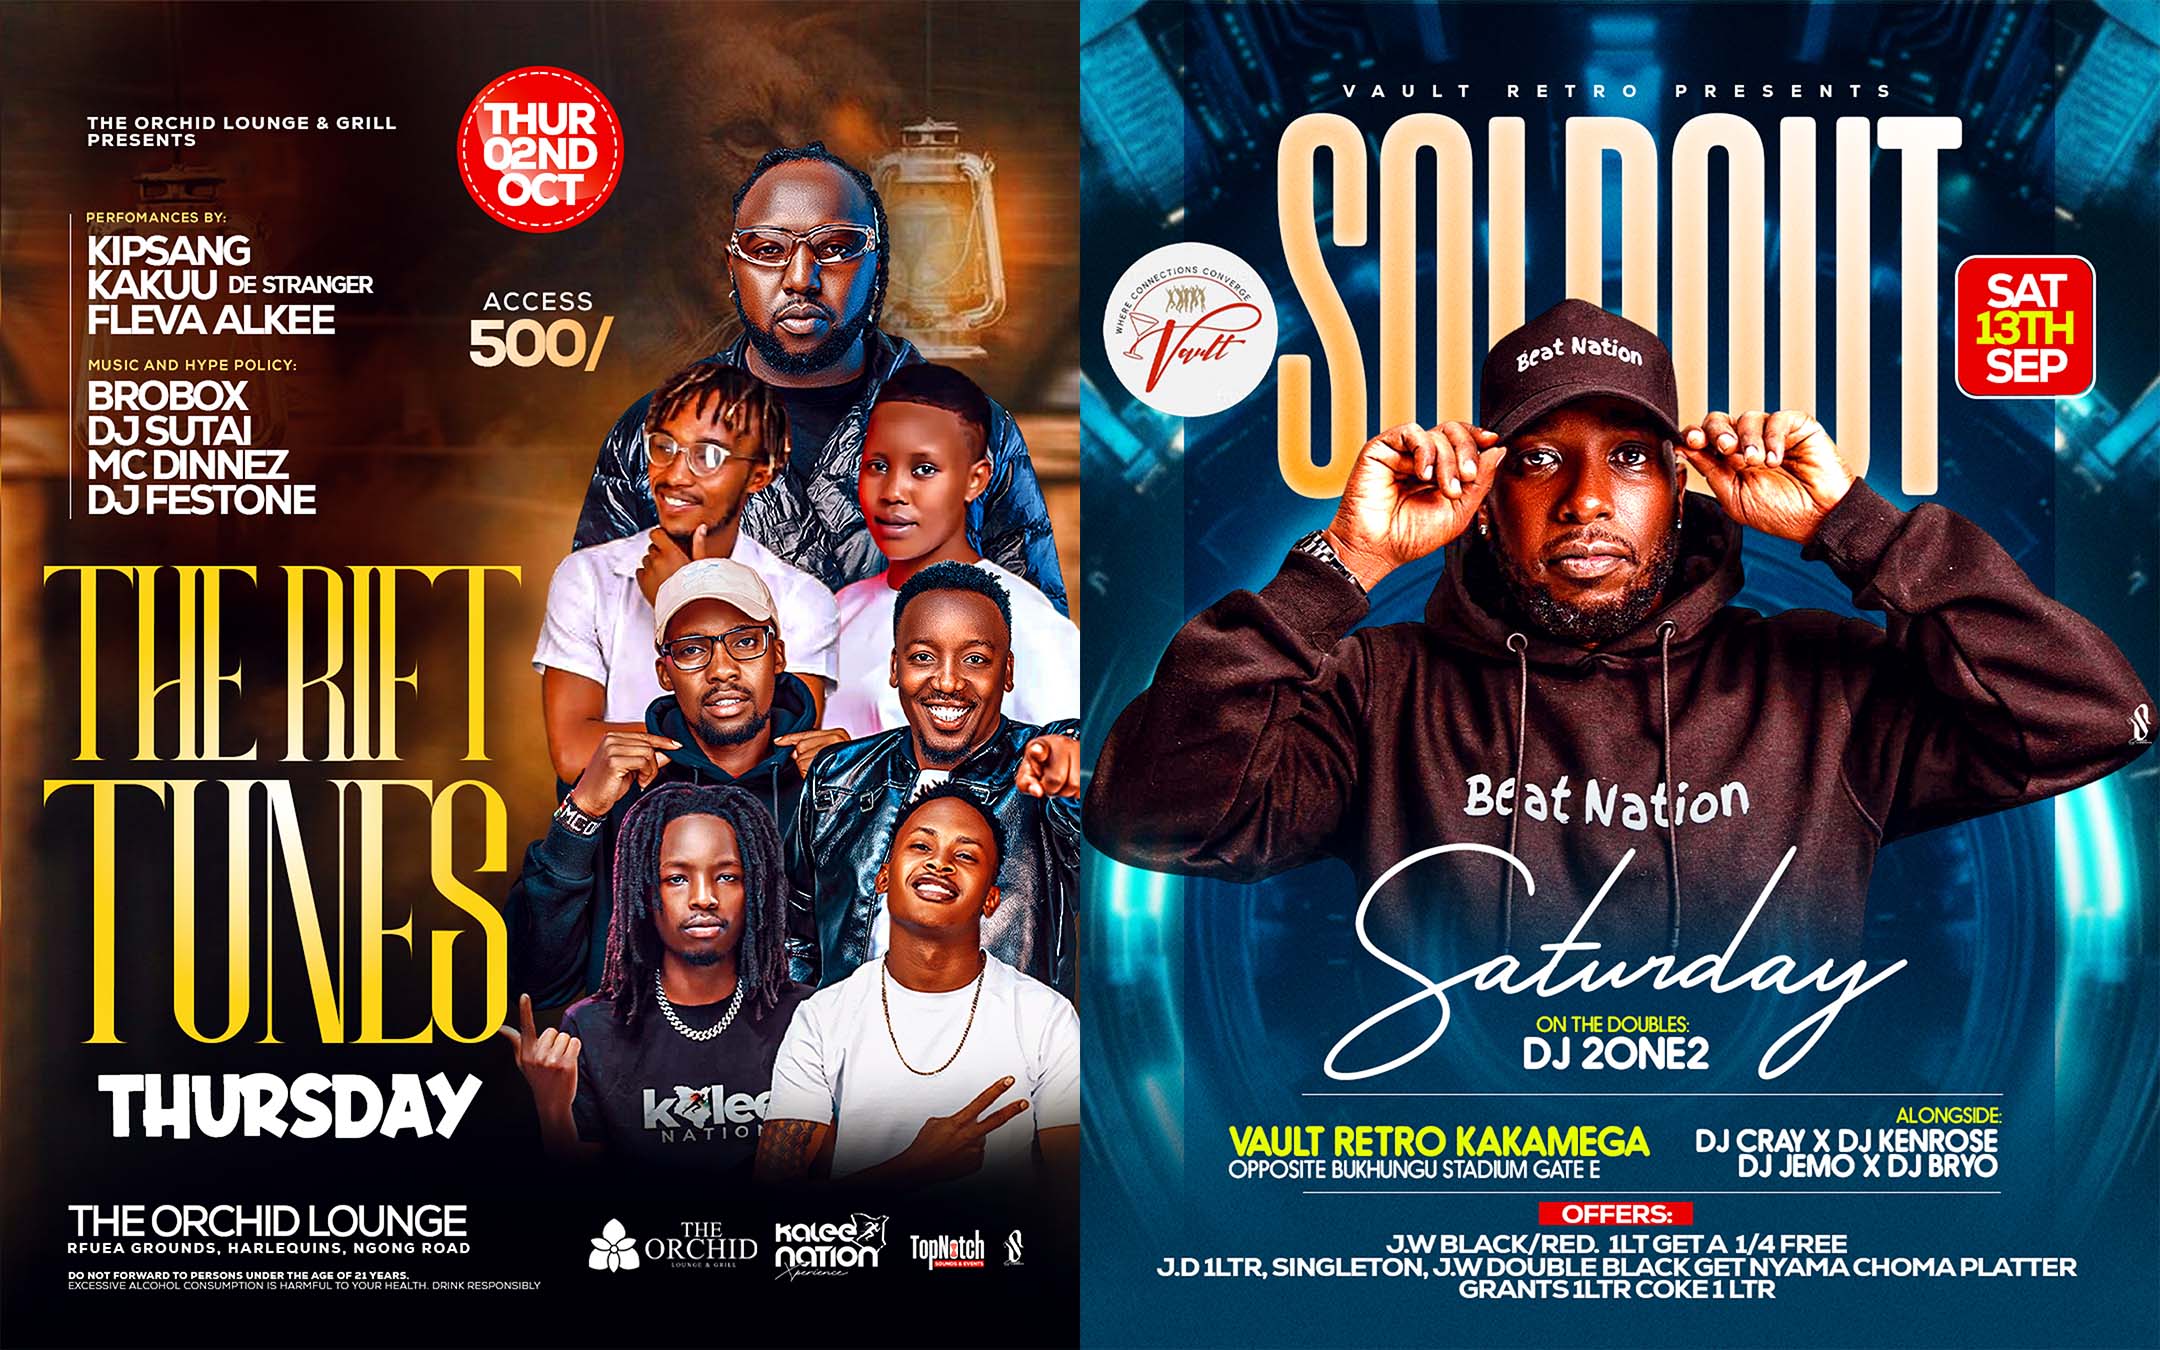 THE ORCHID LOUNGE & GRILL
PRESENTS
THUR
02ND
OCT
PERFOMANCES BY:
KIPSANG
KAKUU DE STRANGER
FLEVA ALKEE
ACCESS
500/
MUSIC AND HYPE POLICY:
BROBOX
DJ SUTAI
MC DINNEZ
DJ FESTONE
THE RIFT
TUNES
THURSDAY
MC-D
kalee
NATION
THE ORCHID LOUNGE
RFUEA GROUNDS, HARLEQUINS, NGONG ROAD
DO NOT FORWARD TO PERSONS UNDER THE AGE OF 21 YEARS.
EXCESSIVE ALCOHOL CONSUMPTION IS HARMFUL TO YOUR HEALTH. DRINK RESPONSIBLY
THE
ORCHID
LOUNGE & GRILL
Kalee
nation
Xperience
TopNotch
SOUNDS & EVENTS
VAULT RETRO PRESENTS
SOLDOUT
WHERE CONNECTIONS CONVERGE
Vault
SAT
13TH
SEP
Beat Nation
Beat Nation
Saturday
ON THE DOUBLES:
DJ 2ONE2
VAULT RETRO KAKAMEGA
OPPOSITE BUKHUNGU STADIUM GATE E
ALONGSIDE:
DJ CRAY X DJ KENROSE
DJ JEMO X DJ BRYO
OFFERS:
J.W BLACK/RED. 1LT GET A 1/4 FREE
J.D 1LTR, SINGLETON, J.W DOUBLE BLACK GET NYAMA CHOMA PLATTER
GRANTS 1LTR COKE 1 LTR